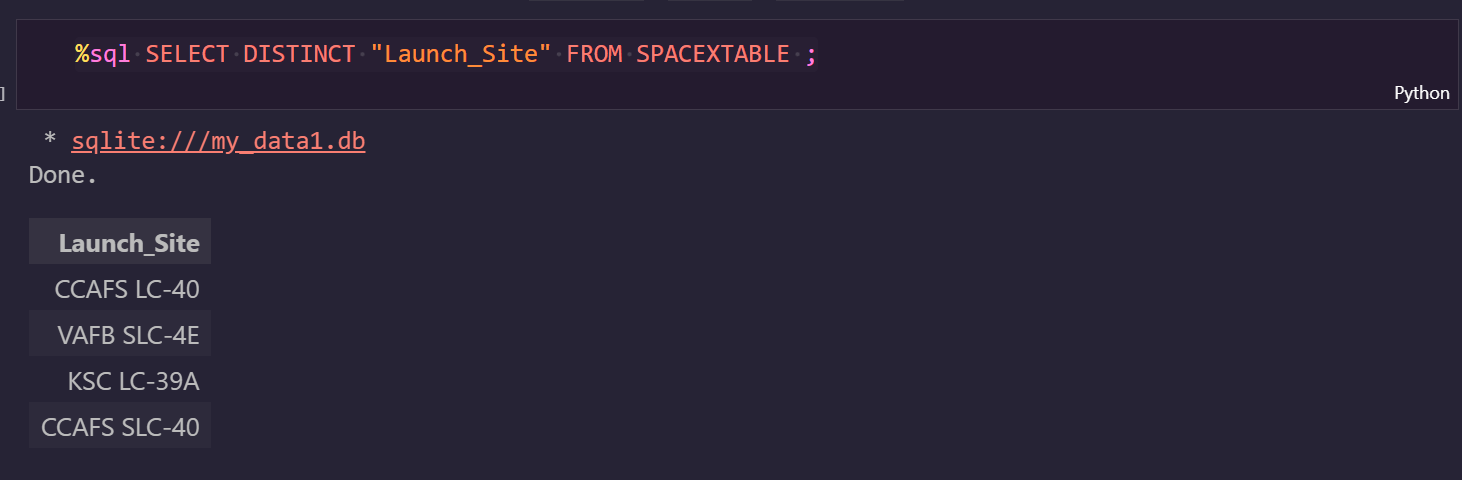 %sql SELECT DISTINCT "Launch_Site" FROM SPACEXTABLE ;
]
Python
* sqlite:///my_data1.db
Done.
Launch_Site
CCAFS LC-40
VAFB SLC-4E
KSC LC-39A
CCAFS SLC-40